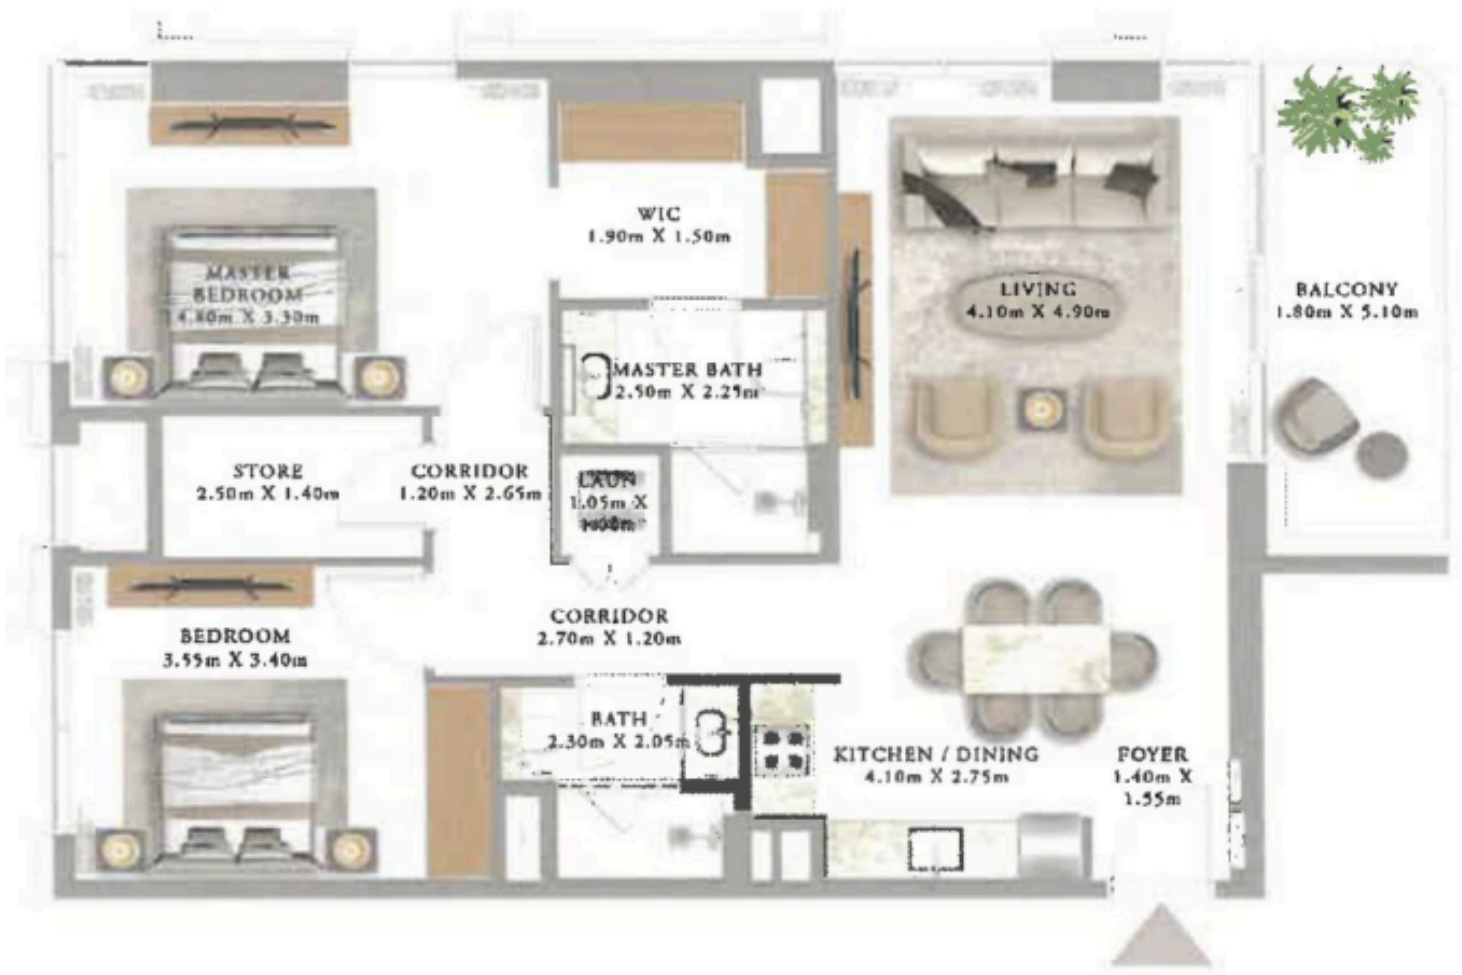 WIC
1.90m X 1.50m
MASTER
BEDROOM
4.80m X 3.30m
LIVING
4.10m X 4.90m
BALCONY
1.80m X 5.10m
MASTER BATH
2.50m X 2.25m
STORE
2.50m X 1.40m
CORRIDOR
1.20m X 2.65m
LAUN
1.05m X
CORRIDOR
2.70m X 1.20m
BEDROOM
3.55m X 3.40m
BATH
2.30m X 2.05m
KITCHEN / DINING
4.10m X 2.75m
FOYER
1.40m X
1.55m